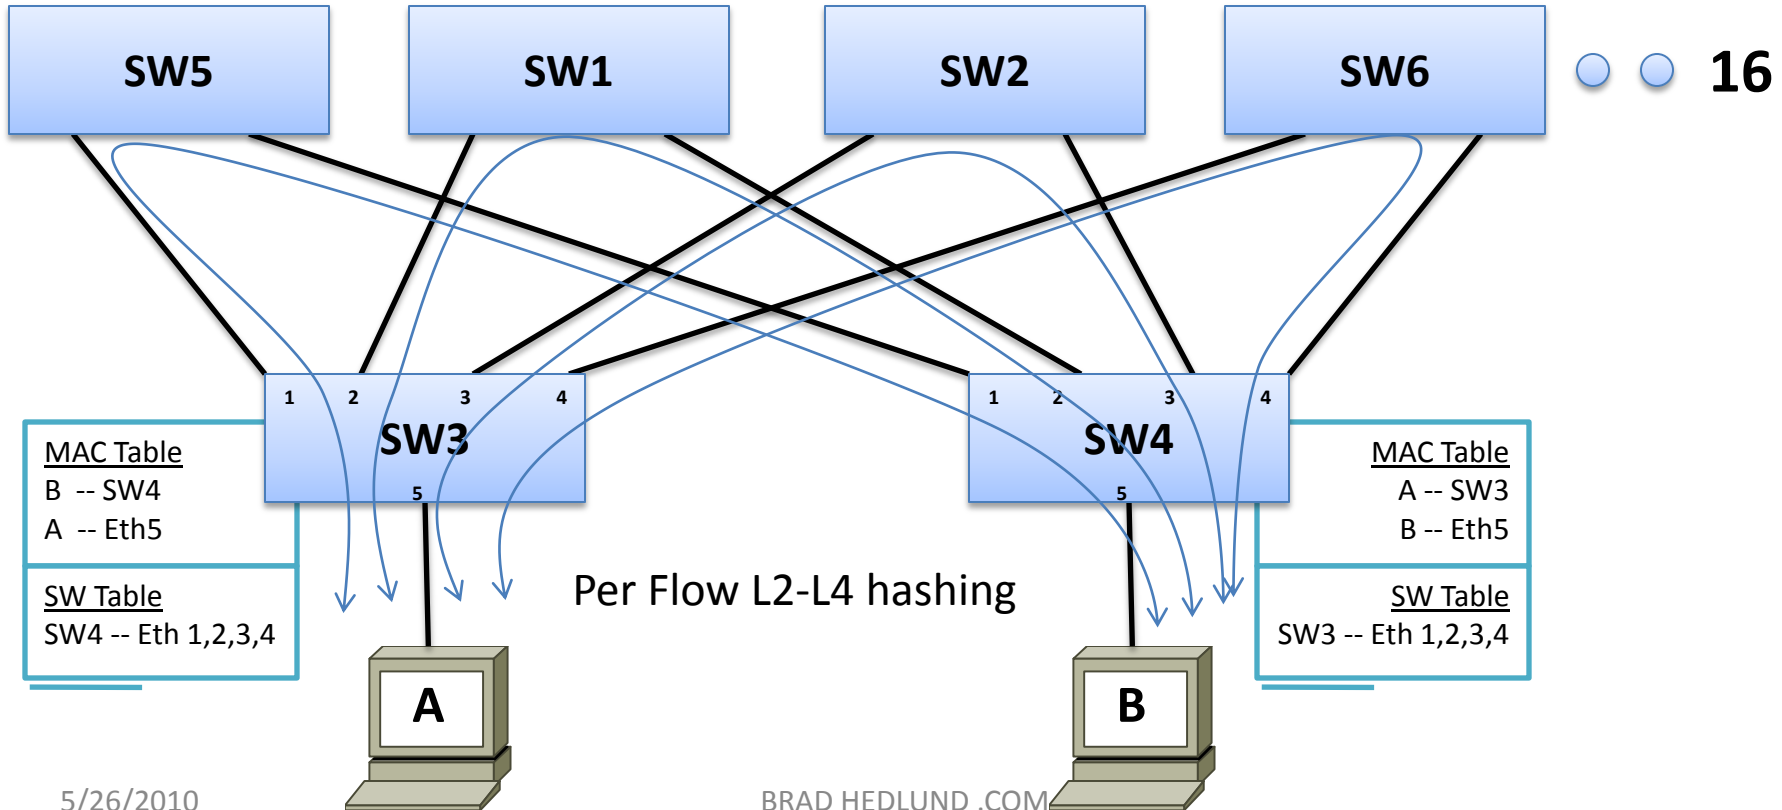 SW5
SW1
SW2
SW6
16
1 2 3 4
SW3
5
1 2 3 4
SW4
5
MAC Table
B -- SW4
A -- Eth5
SW Table
SW4 -- Eth 1,2,3,4
Per Flow L2-L4 hashing
MAC Table
A -- SW3
B -- Eth5
SW Table
SW3 -- Eth 1,2,3,4
A
B
5/26/2010
BRAD HEDLUND .COM